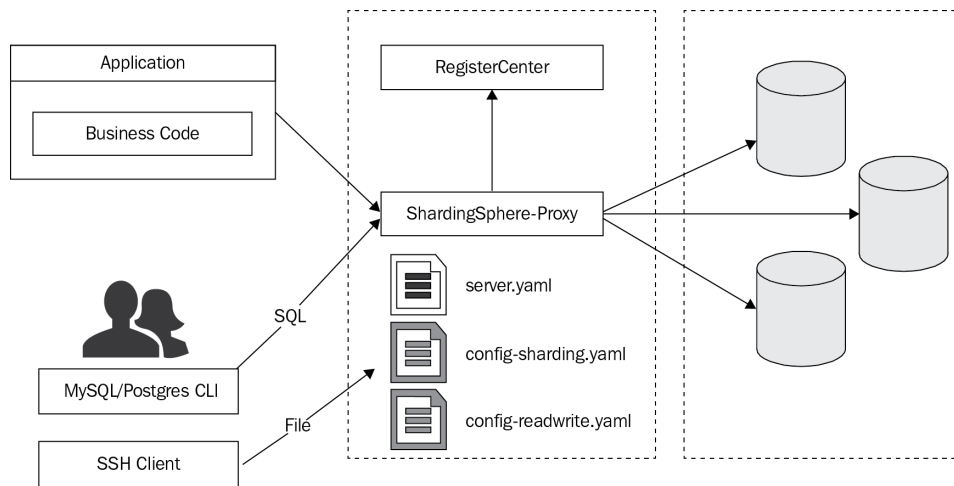 Application
Business Code
RegisterCenter
ShardingSphere-Proxy
server.yaml
SQL
config-sharding.yaml
MySQL/Postgres CLI
File
config-readwrite.yaml
SSH Client